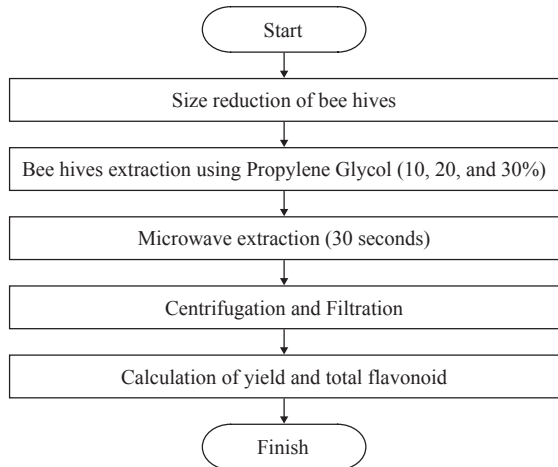 Start
Size reduction of bee hives
Bee hives extraction using Propylene Glycol (10, 20, and 30%)
Microwave extraction (30 seconds)
Centrifugation and Filtration
Calculation of yield and total flavonoid
Finish